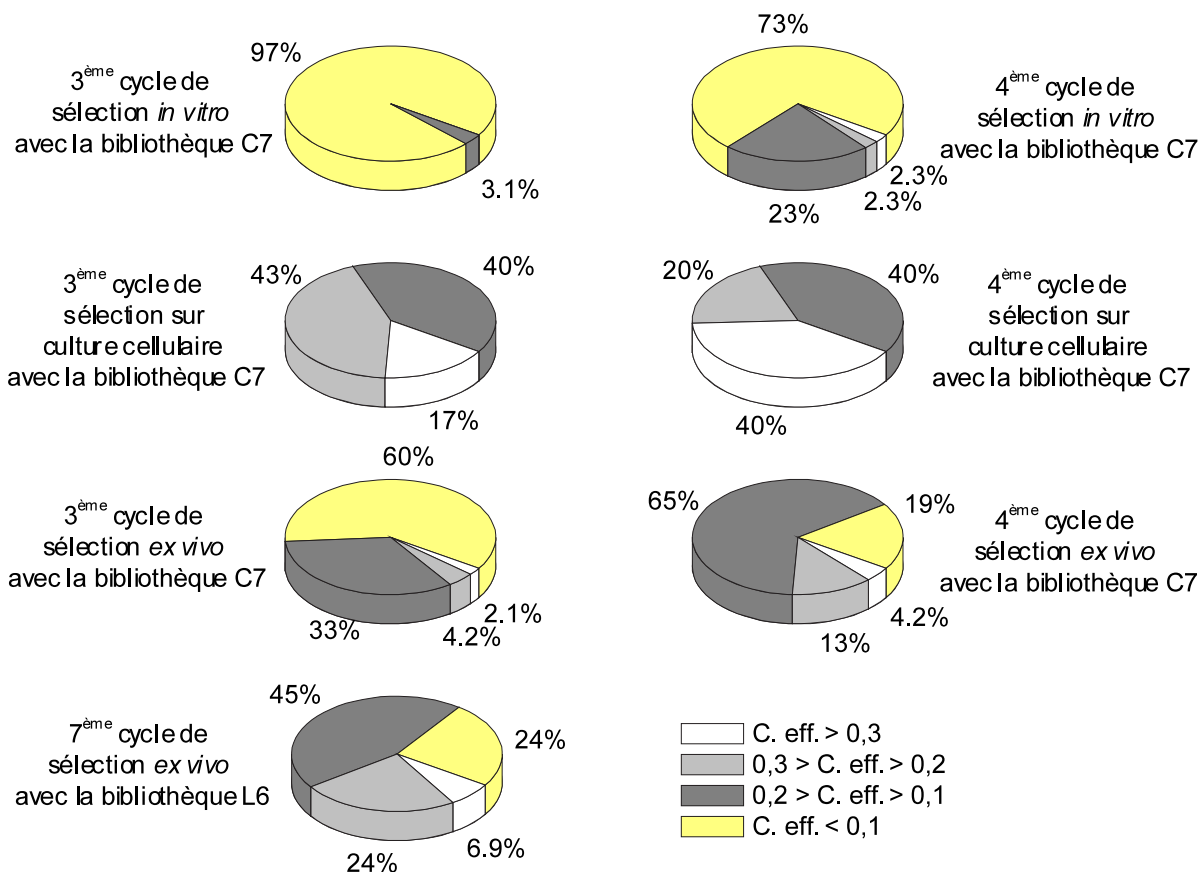 97%
3ème cycle de
sélection in vitro
avec la bibliothèque C7
3.1%
73%
4ème cycle de
sélection in vitro
avec la bibliothèque C7
2.3%
2.3%
23%
43%
40%
3ème cycle de
sélection sur
culture cellulaire
avec la bibliothèque C7
17%
20%
40%
4ème cycle de
sélection sur
culture cellulaire
avec la bibliothèque C7
40%
60%
3ème cycle de
sélection ex vivo
avec la bibliothèque C7
2.1%
4.2%
33%
65%
19%
4ème cycle de
sélection ex vivo
avec la bibliothèque C7
4.2%
13%
45%
7ème cycle de
sélection ex vivo
avec la bibliothèque L6
24%
6.9%
24%
C. eff. > 0,3
0,3 > C. eff. > 0,2
0,2 > C. eff. > 0,1
C. eff. < 0,1